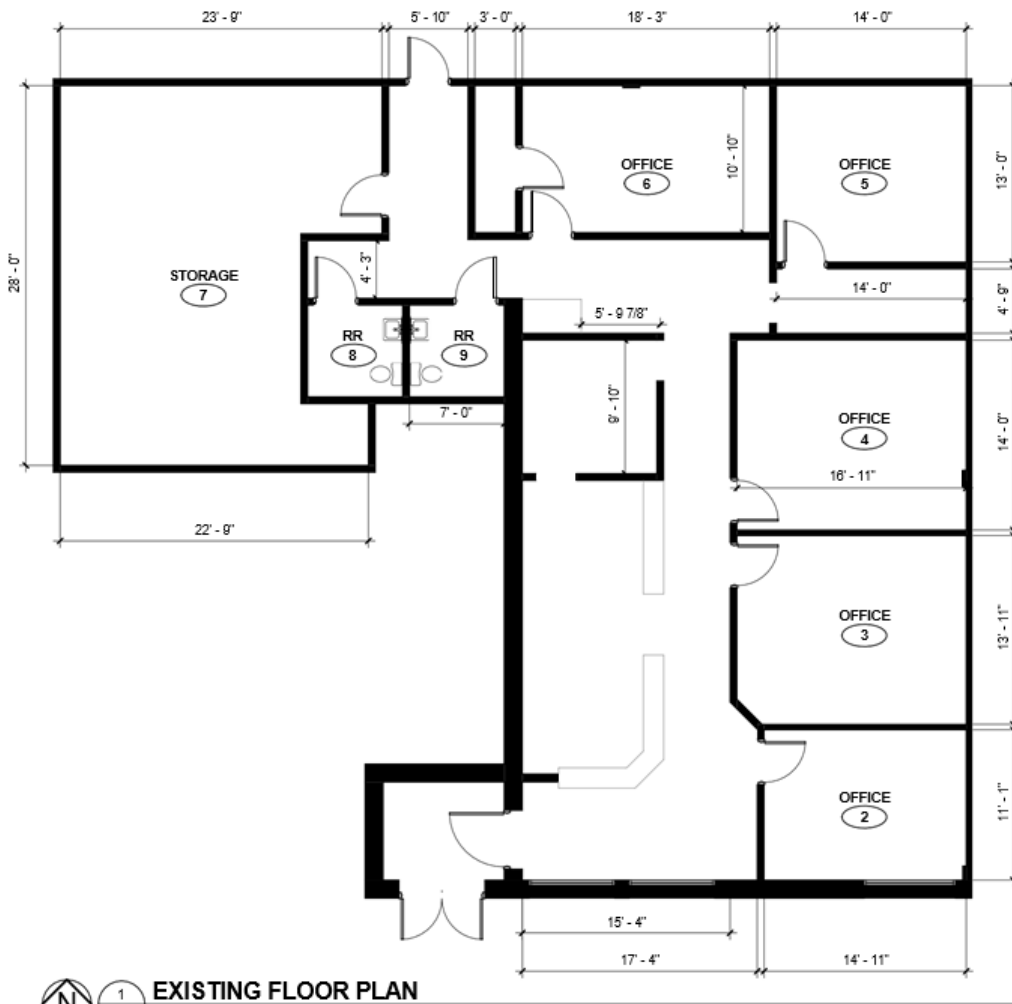 23' - 9"
5' - 10"
3' - 0"
18' - 3"
14' - 0"
OFFICE
6
10' - 10"
OFFICE
5
13' - 0"
28' - 0"
STORAGE
7
4' - 3"
14' - 0"
4' - 9"
5' - 9 7/8"
RR
8
RR
9
9' - 10"
7' - 0"
OFFICE
4
14' - 0"
16' - 11"
22' - 9"
OFFICE
3
13' - 11"
OFFICE
2
11' - 1"
15' - 4"
17' - 4"
14' - 11"
N
1
EXISTING FLOOR PLAN